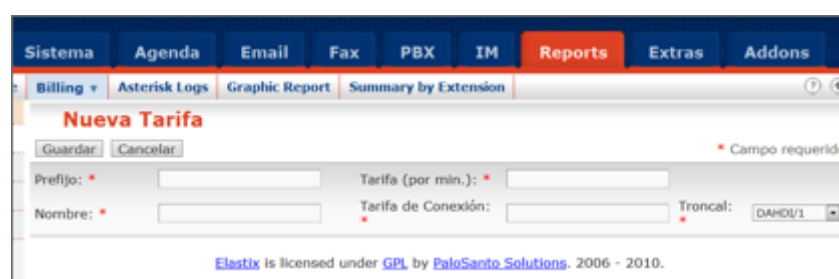 Sistema Agenda Email Fax PBX IM Reports Extras Addons
Billing Asterisk Logs Graphic Report Summary by Extension ?
Nueva Tarifa
Guardar Cancelar * Campo requerido
Prefijo: * Tarifa (por min.): *
Nombre: * Tarifa de Conexión: * Troncal: * DAHDI/1
Elastix is licensed under GPL by PaloSanto Solutions. 2006 - 2010.